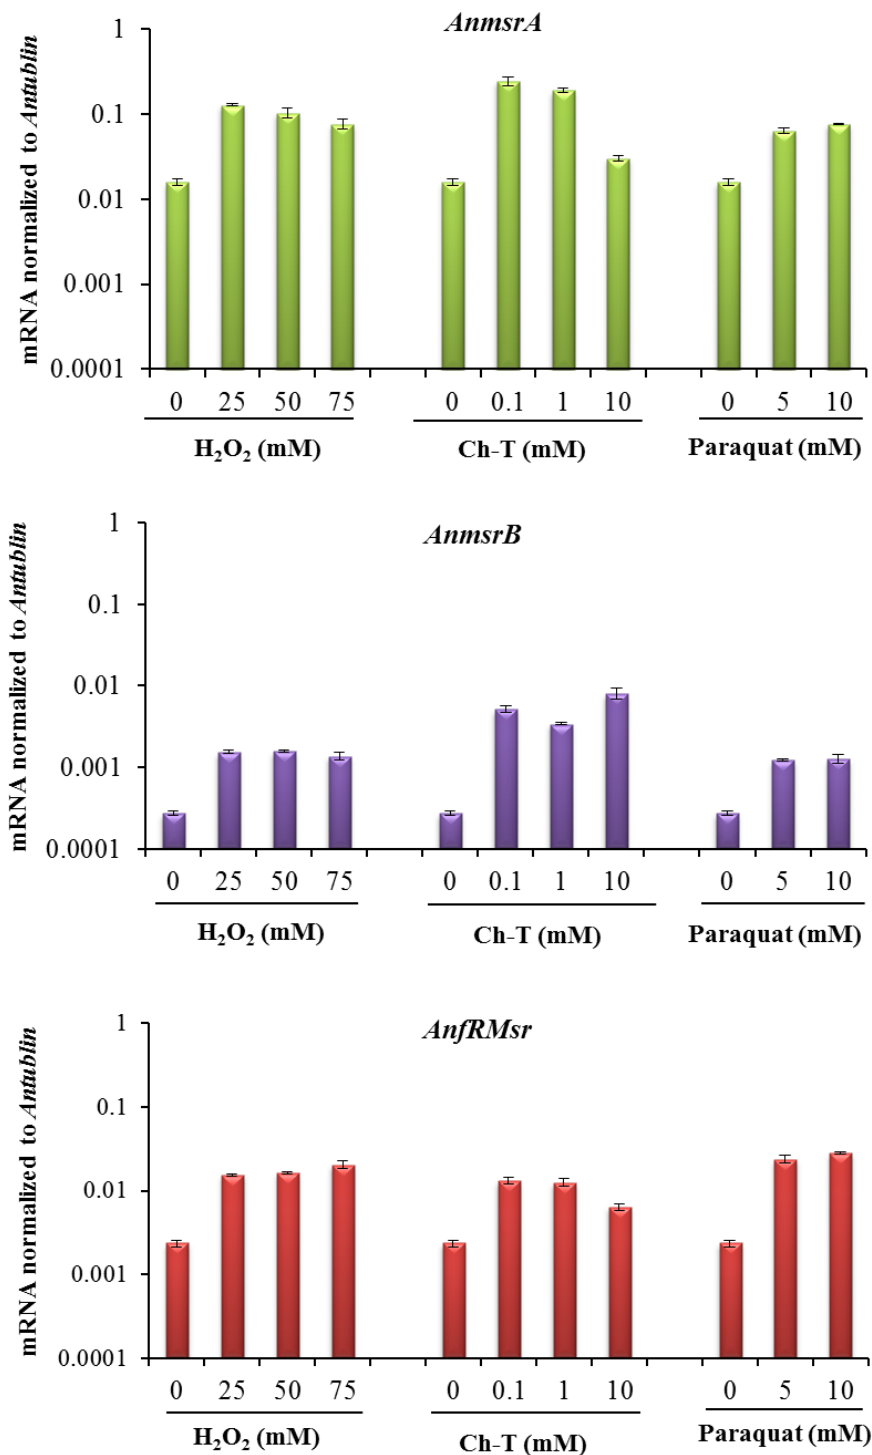 AnmsrA
mRNA normalized to Antublin
1
0.1
0.01
0.001
0.0001
0 25 50 75 0 0.1 1 10 0 5 10
H₂O₂ (mM) Ch-T (mM) Paraquat (mM)
AnmsrB
mRNA normalized to Antublin
1
0.1
0.01
0.001
0.0001
0 25 50 75 0 0.1 1 10 0 5 10
H₂O₂ (mM) Ch-T (mM) Paraquat (mM)
AnfRMsr
mRNA normalized to Antublin
1
0.1
0.01
0.001
0.0001
0 25 50 75 0 0.1 1 10 0 5 10
H₂O₂ (mM) Ch-T (mM) Paraquat (mM)